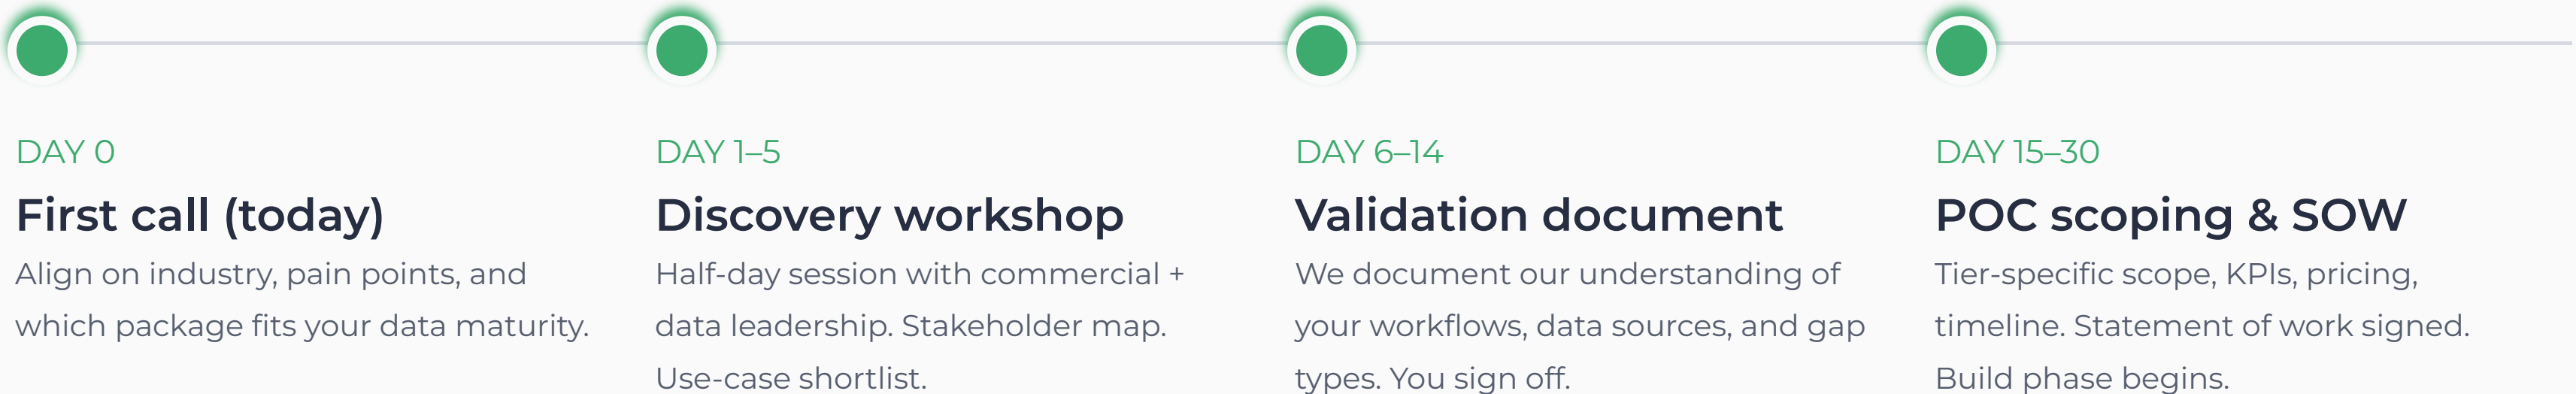 DAY 0
First call (today)
Align on industry, pain points, and
which package fits your data maturity.
DAY 1–5
Discovery workshop
Half-day session with commercial +
data leadership. Stakeholder map.
Use-case shortlist.
DAY 6–14
Validation document
We document our understanding of
your workflows, data sources, and gap
types. You sign off.
DAY 15–30
POC scoping & SOW
Tier-specific scope, KPIs, pricing,
timeline. Statement of work signed.
Build phase begins.